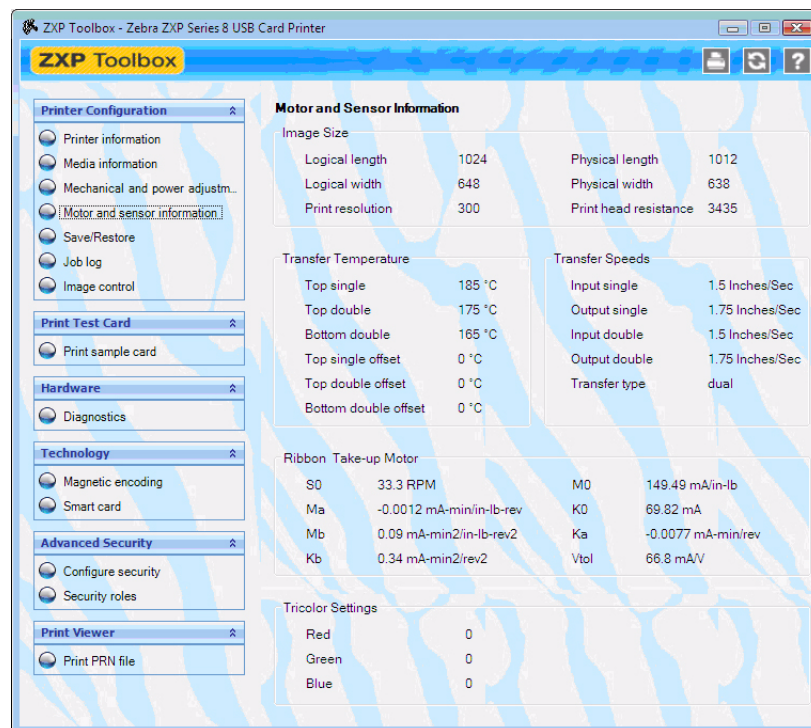 ZXP Toolbox - Zebra ZXP Series 8 USB Card Printer
ZXP Toolbox
?
Printer Configuration
Printer information
Media information
Mechanical and power adjustm...
Motor and sensor information
Save/Restore
Job log
Image control
Print Test Card
Print sample card
Hardware
Diagnostics
Technology
Magnetic encoding
Smart card
Advanced Security
Configure security
Security roles
Print Viewer
Print PRN file
Motor and Sensor Information
Image Size
Logical length 1024 Physical length 1012
Logical width 648 Physical width 638
Print resolution 300 Print head resistance 3435
Transfer Temperature
Top single 185 °C
Top double 175 °C
Bottom double 165 °C
Top single offset 0 °C
Top double offset 0 °C
Bottom double offset 0 °C
Transfer Speeds
Input single 1.5 Inches/Sec
Output single 1.75 Inches/Sec
Input double 1.5 Inches/Sec
Output double 1.75 Inches/Sec
Transfer type dual
Ribbon Take-up Motor
S0 33.3 RPM M0 149.49 mA/in-lb
Ma -0.0012 mA-min/in-lb-rev K0 69.82 mA
Mb 0.09 mA-min2/in-lb-rev2 Ka -0.0077 mA-min/rev
Kb 0.34 mA-min2/rev2 Vtol 66.8 mA/V
Tricolor Settings
Red 0
Green 0
Blue 0